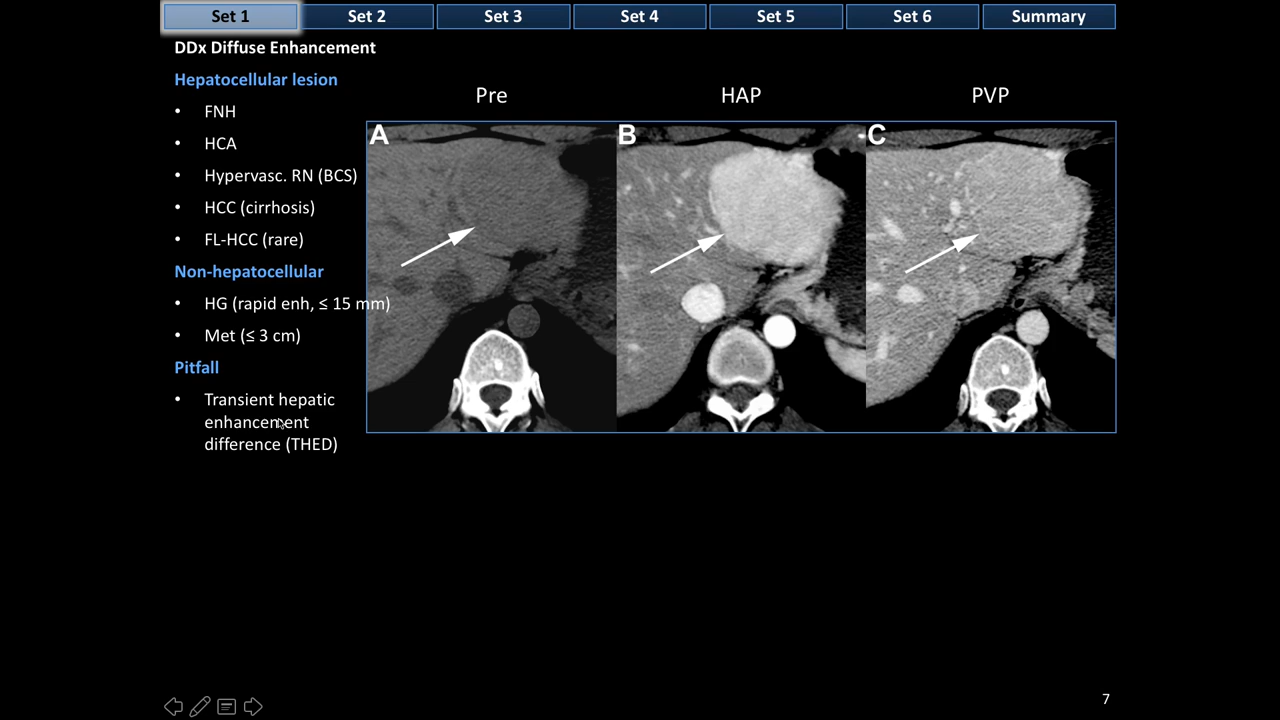 Set 1 Set 2 Set 3 Set 4 Set 5 Set 6 Summary
DDx Diffuse Enhancement
Hepatocellular lesion
• FNH
• HCA
• Hypervasc. RN (BCS)
• HCC (cirrhosis)
• FL-HCC (rare)
Non-hepatocellular
• HG (rapid enh, ≤ 15 mm)
• Met (≤ 3 cm)
Pitfall
• Transient hepatic
enhancement
difference (THED)
Pre HAP PVP
A B C
7